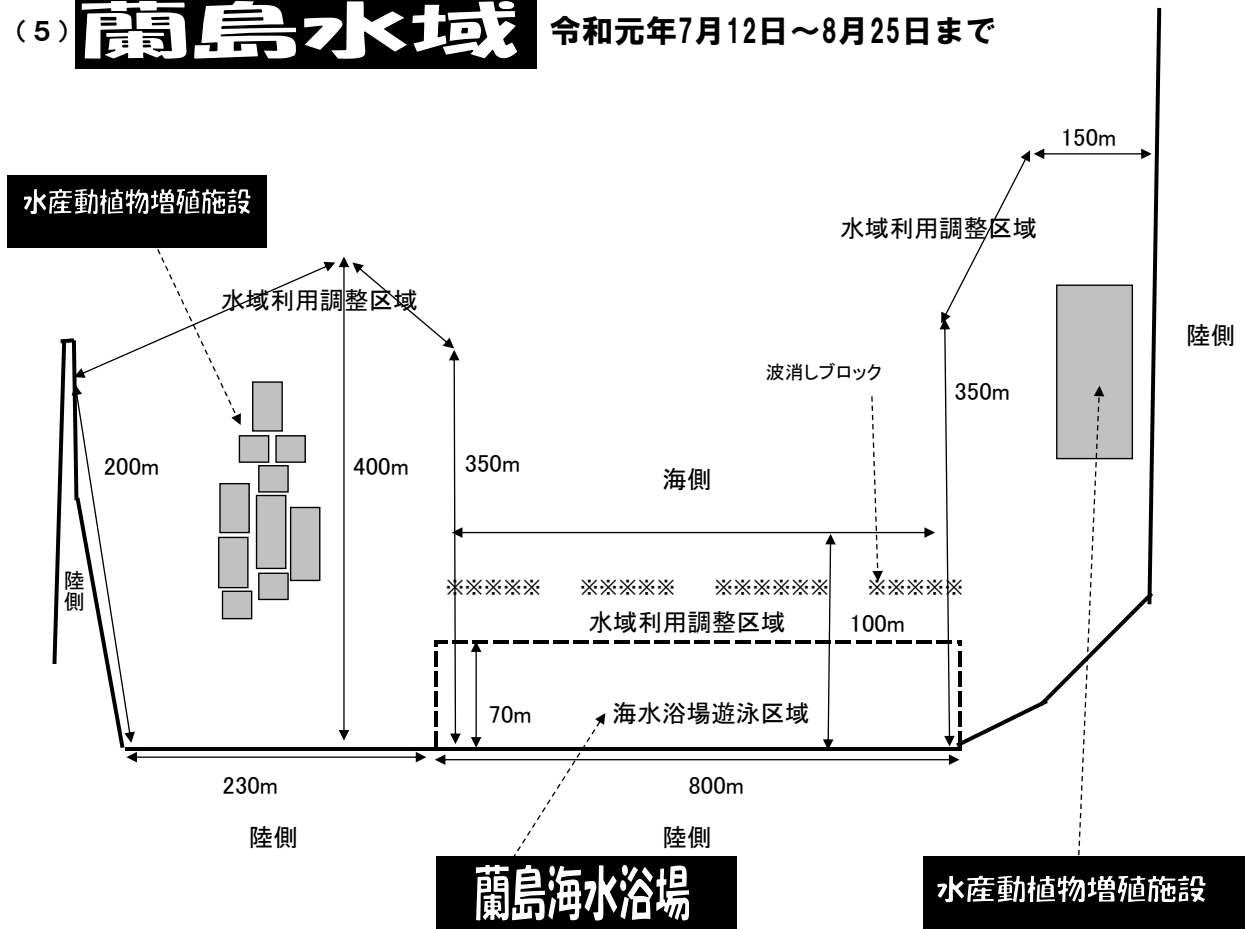 (5) 蘭島水域 令和元年7月12日～8月25日まで
150m
水産動植物増殖施設
水域利用調整区域
水域利用調整区域
陸側
波消しブロック
350m
200m
400m
350m
海側
陸側
※※※※※ ※※※※※ ※※※※※※ ※※※※※
水域利用調整区域
100m
70m
海水浴場遊泳区域
230m
800m
陸側
陸側
蘭島海水浴場
水産動植物増殖施設